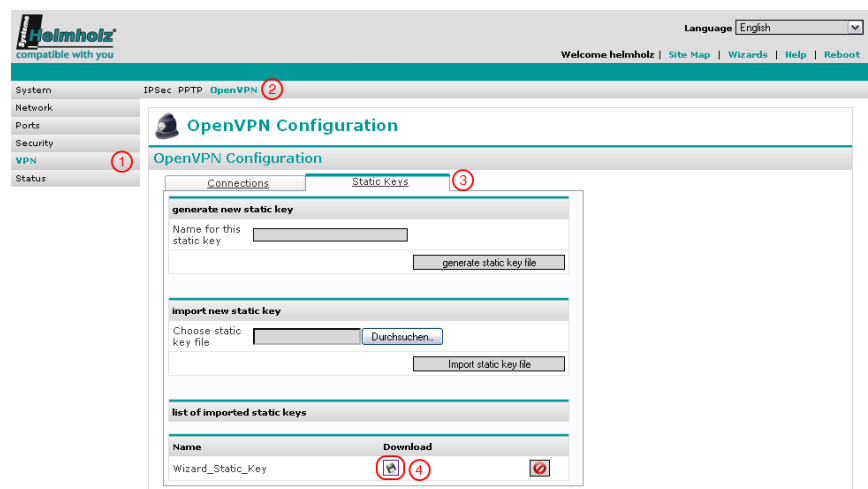 Systeme Helmholz
compatible with you
Language English
Welcome helmholz | Site Map | Wizards | Help | Reboot
System
Network
Ports
Security
VPN 1
Status
IPSec PPTP OpenVPN 2
OpenVPN Configuration
OpenVPN Configuration
Connections Static Keys 3
generate new static key
Name for this
static key
generate static key file
import new static key
Choose static
key file Durchsuchen...
Import static key file
list of imported static keys
Name Download
Wizard_Static_Key 4